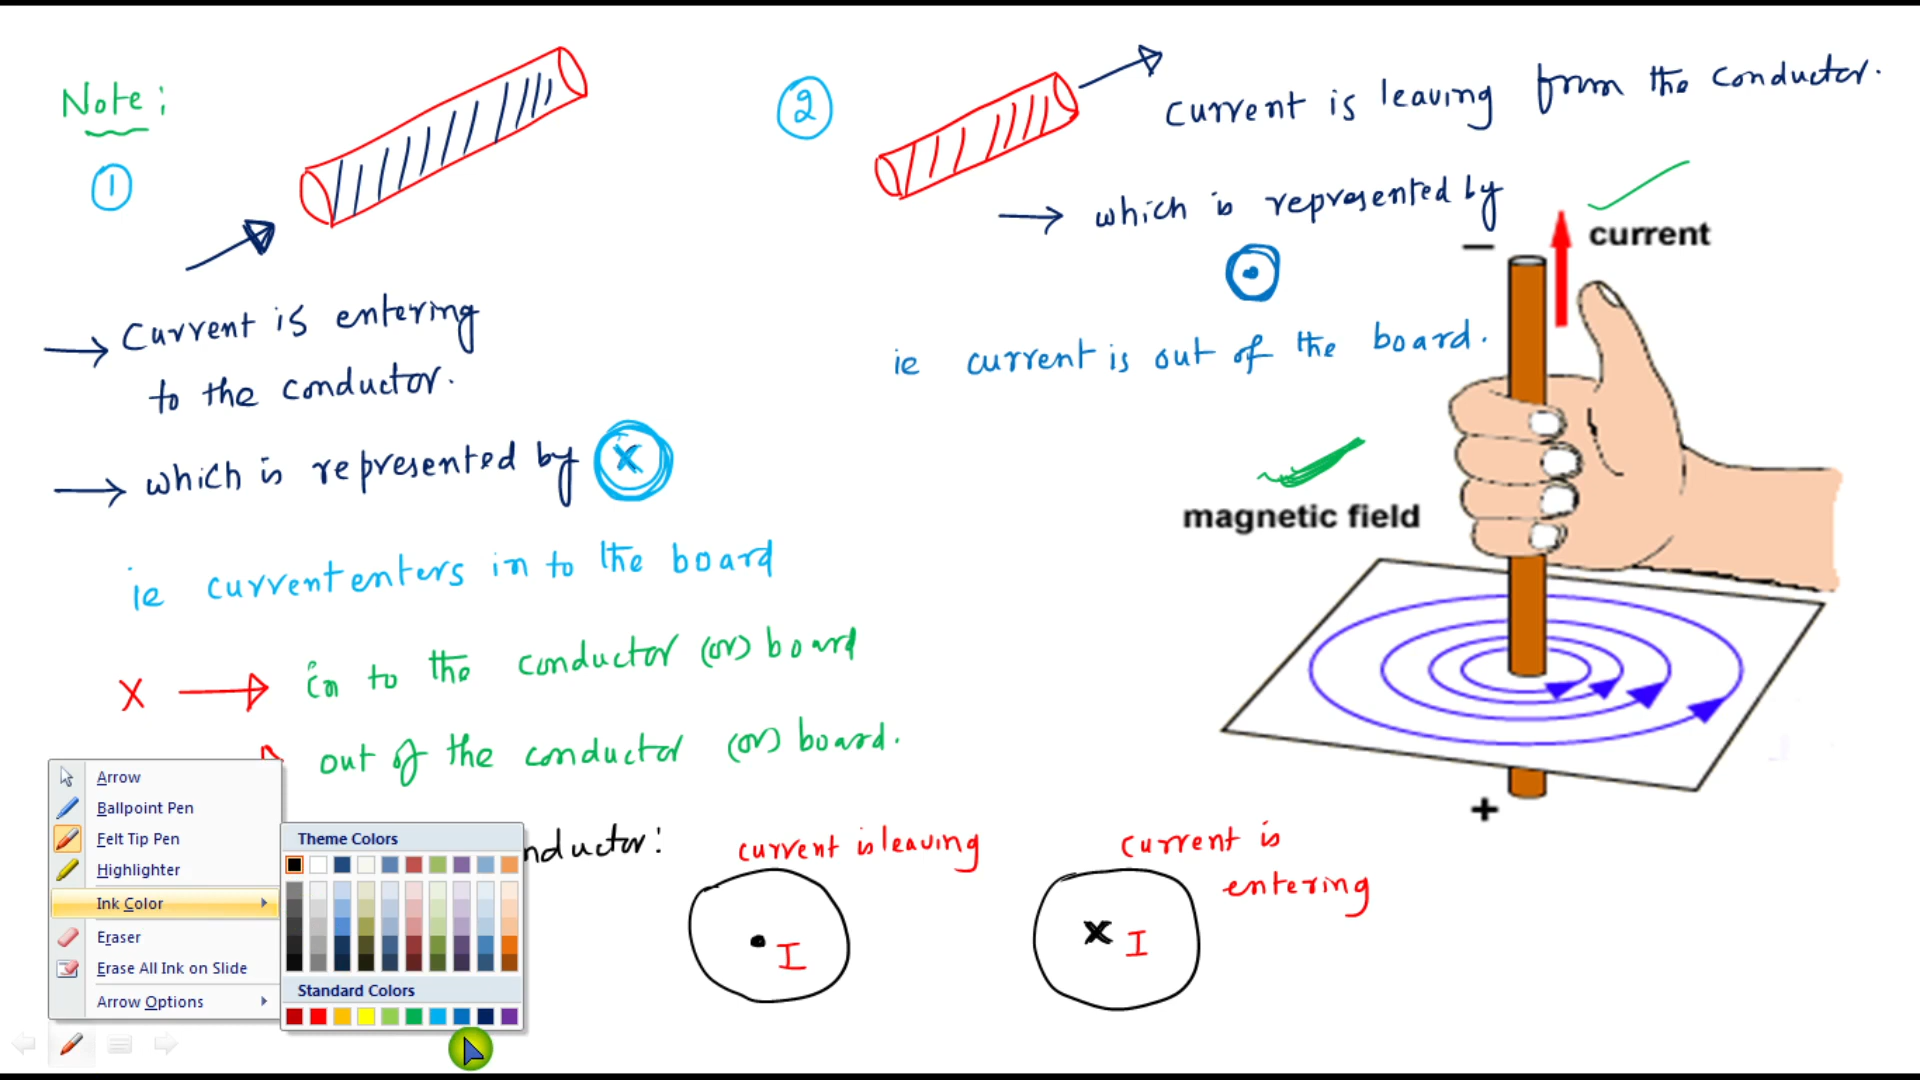 Note:
①
Current is entering
to the conductor.
which is represented by X
ie current enters in to the board
X → in to the conductor (or) board
out of the conductor (or) board.
nductor:
②
Current is leaving from the conductor.
which is represented by
ie current is out of the board.
current
−
magnetic field
+
current is leaving
I
Current is
entering
X I
Arrow
Ballpoint Pen
Felt Tip Pen
Highlighter
Ink Color
Eraser
Erase All Ink on Slide
Arrow Options
Theme Colors
Standard Colors